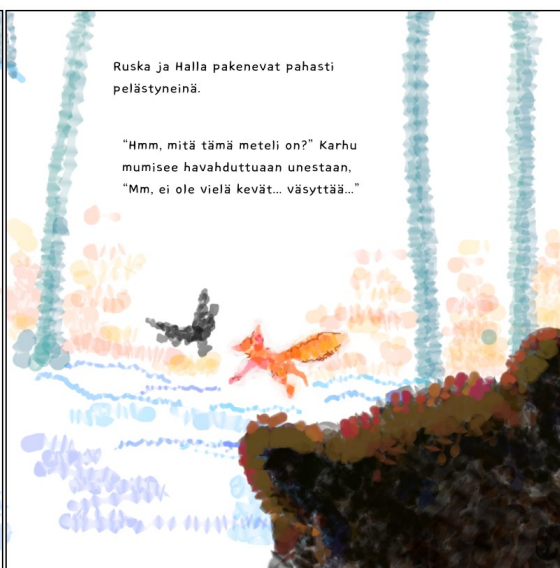 Ruska ja Halla pakenevat pahasti
pelästyneinä.
“Hmm, mitä tämä meteli on?” Karhu
mumisee havahduttuaan unestaan,
“Mm, ei ole vielä kevät... väsyttää...”